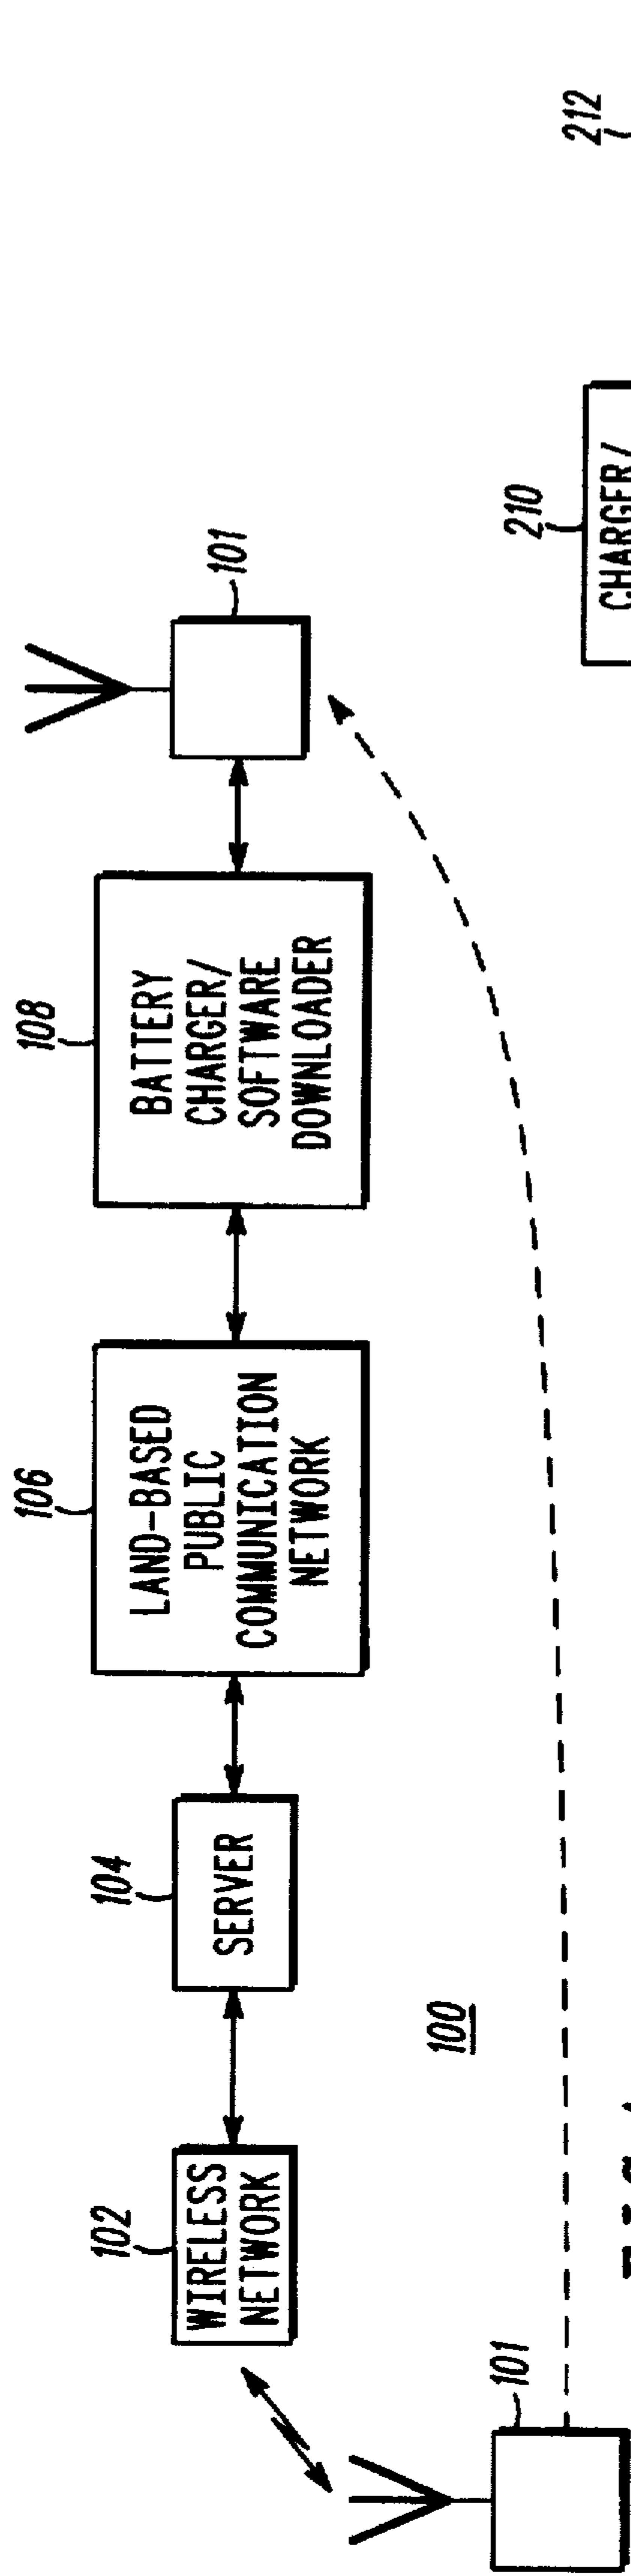 102
WIRELESS
NETWORK
104
SERVER
106
LAND-BASED
PUBLIC
COMMUNICATION
NETWORK
108
BATTERY
CHARGER/
SOFTWARE
DOWNLOADER
101
101
100
210
CHARGER/
212